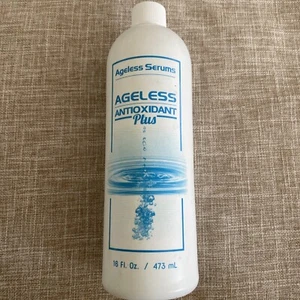 Ageless Serums
AGELESS
ANTIOXIDANT
Plus
16 Fl. Oz. / 473 mL